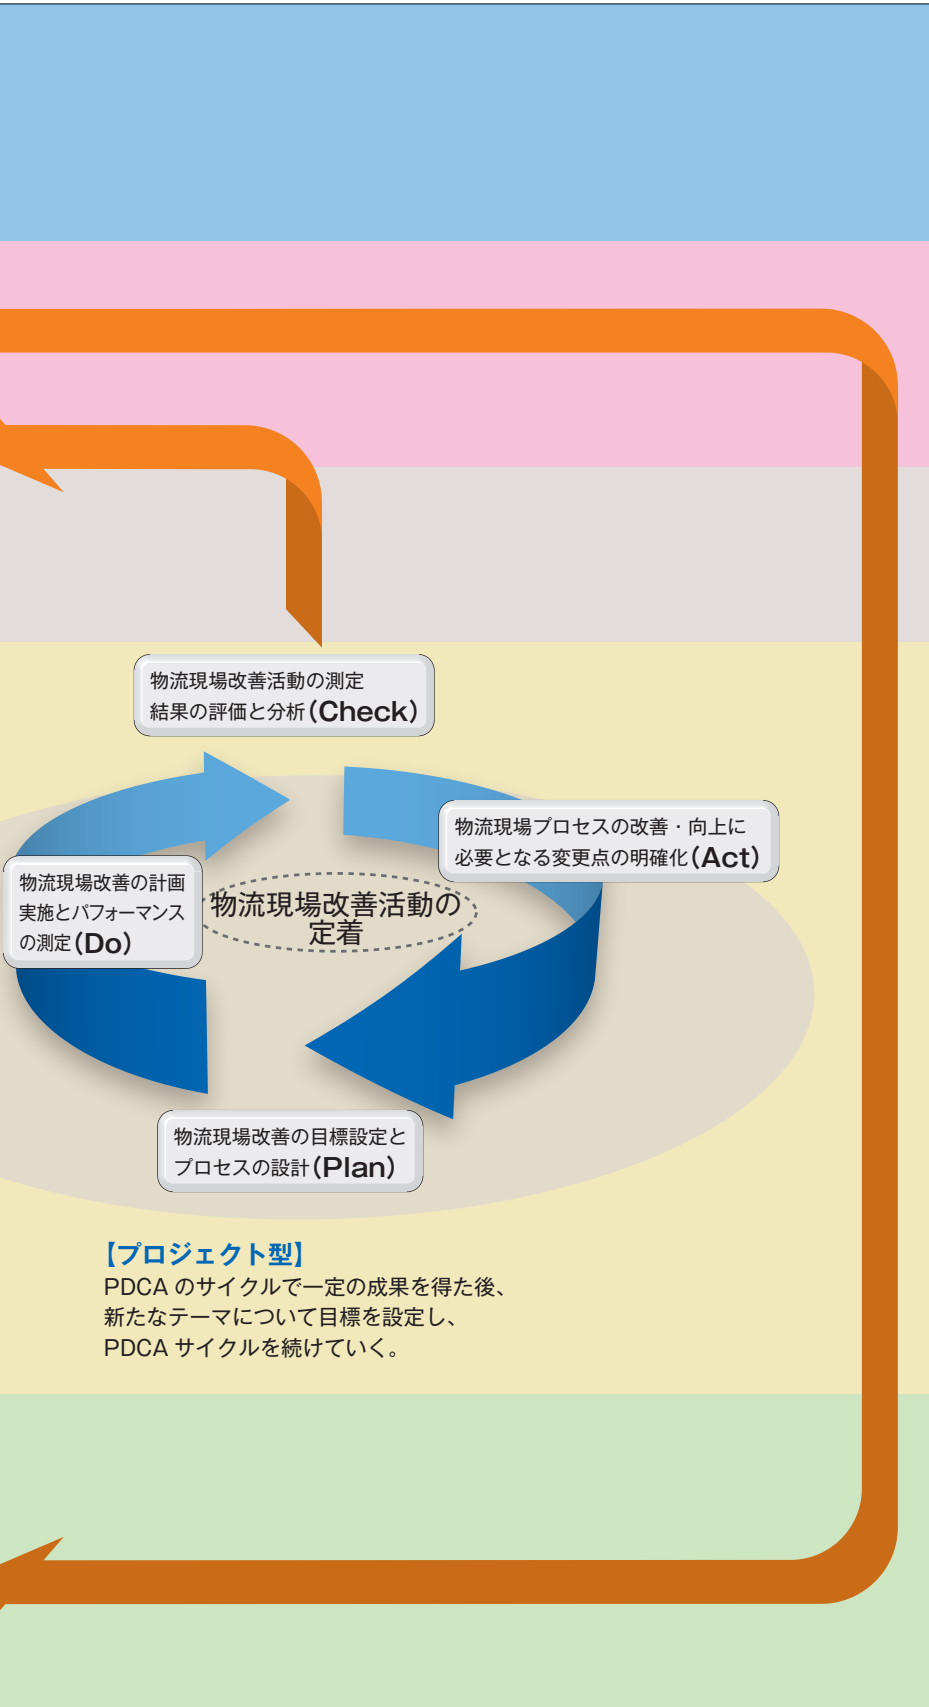 物流現場改善活動の測定
結果の評価と分析(Check)
物流現場プロセスの改善・向上に
必要となる変更点の明確化(Act)
物流現場改善の計画
実施とパフォーマンス
の測定(Do)
物流現場改善活動の
定着
物流現場改善の目標設定と
プロセスの設計(Plan)
【プロジェクト型】
PDCA のサイクルで一定の成果を得た後、
新たなテーマについて目標を設定し、
PDCA サイクルを続けていく。